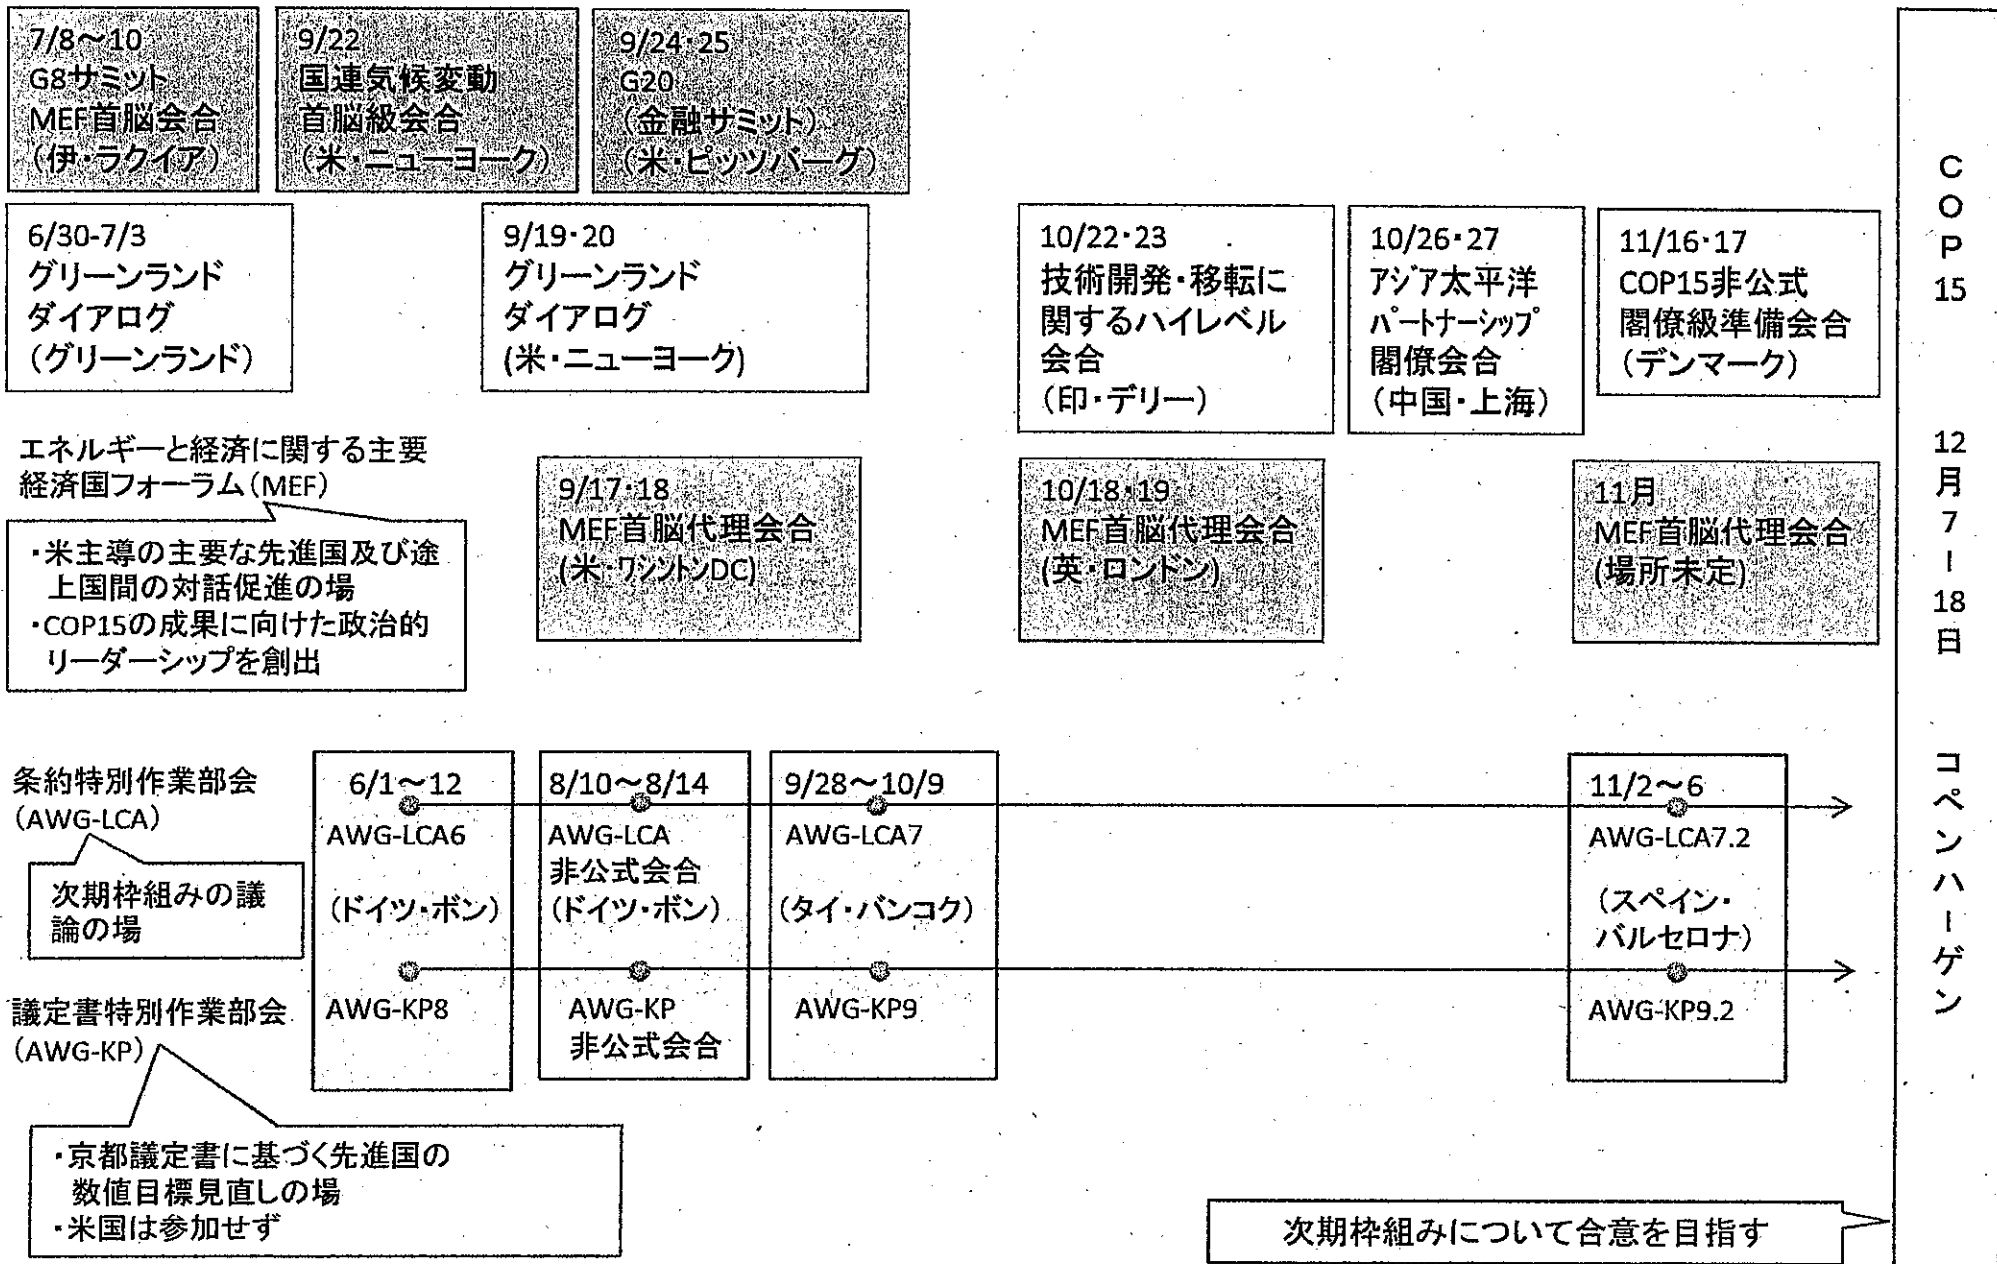 7/8～10
G8サミット
MEF首脳会合
（伊・ラクイア）
9/22
国連気候変動
首脳級会合
（米・ニューヨーク）
9/24・25
G20
（金融サミット）
（米・ピッツバーグ）
6/30-7/3
グリーンランド
ダイアログ
（グリーンランド）
9/19・20
グリーンランド
ダイアログ
(米・ニューヨーク)
10/22・23
技術開発・移転に
関するハイレベル
会合
（印・デリー）
10/26・27
アジア太平洋
パートナーシップ
閣僚会合
（中国・上海）
11/16・17
COP15非公式
閣僚級準備会合
（デンマーク）
エネルギーと経済に関する主要
経済国フォーラム（MEF）
・米主導の主要な先進国及び途
上国間の対話促進の場
・COP15の成果に向けた政治的
リーダーシップを創出
9/17・18
MEF首脳代理会合
(米・ワシントンDC)
10/18・19
MEF首脳代理会合
(英・ロンドン)
11月
MEF首脳代理会合
(場所未定)
条約特別作業部会
（AWG-LCA）
次期枠組みの議
論の場
議定書特別作業部会
（AWG-KP）
・京都議定書に基づく先進国の
数値目標見直しの場
・米国は参加せず
6/1～12
AWG-LCA6
（ドイツ・ボン）
AWG-KP8
8/10～8/14
AWG-LCA
非公式会合
（ドイツ・ボン）
AWG-KP
非公式会合
9/28～10/9
AWG-LCA7
（タイ・バンコク）
AWG-KP9
11/2～6
AWG-LCA7.2
（スペイン・
バルセロナ）
AWG-KP9.2
次期枠組みについて合意を目指す
COP15　12月7－18日　コペンハーゲン